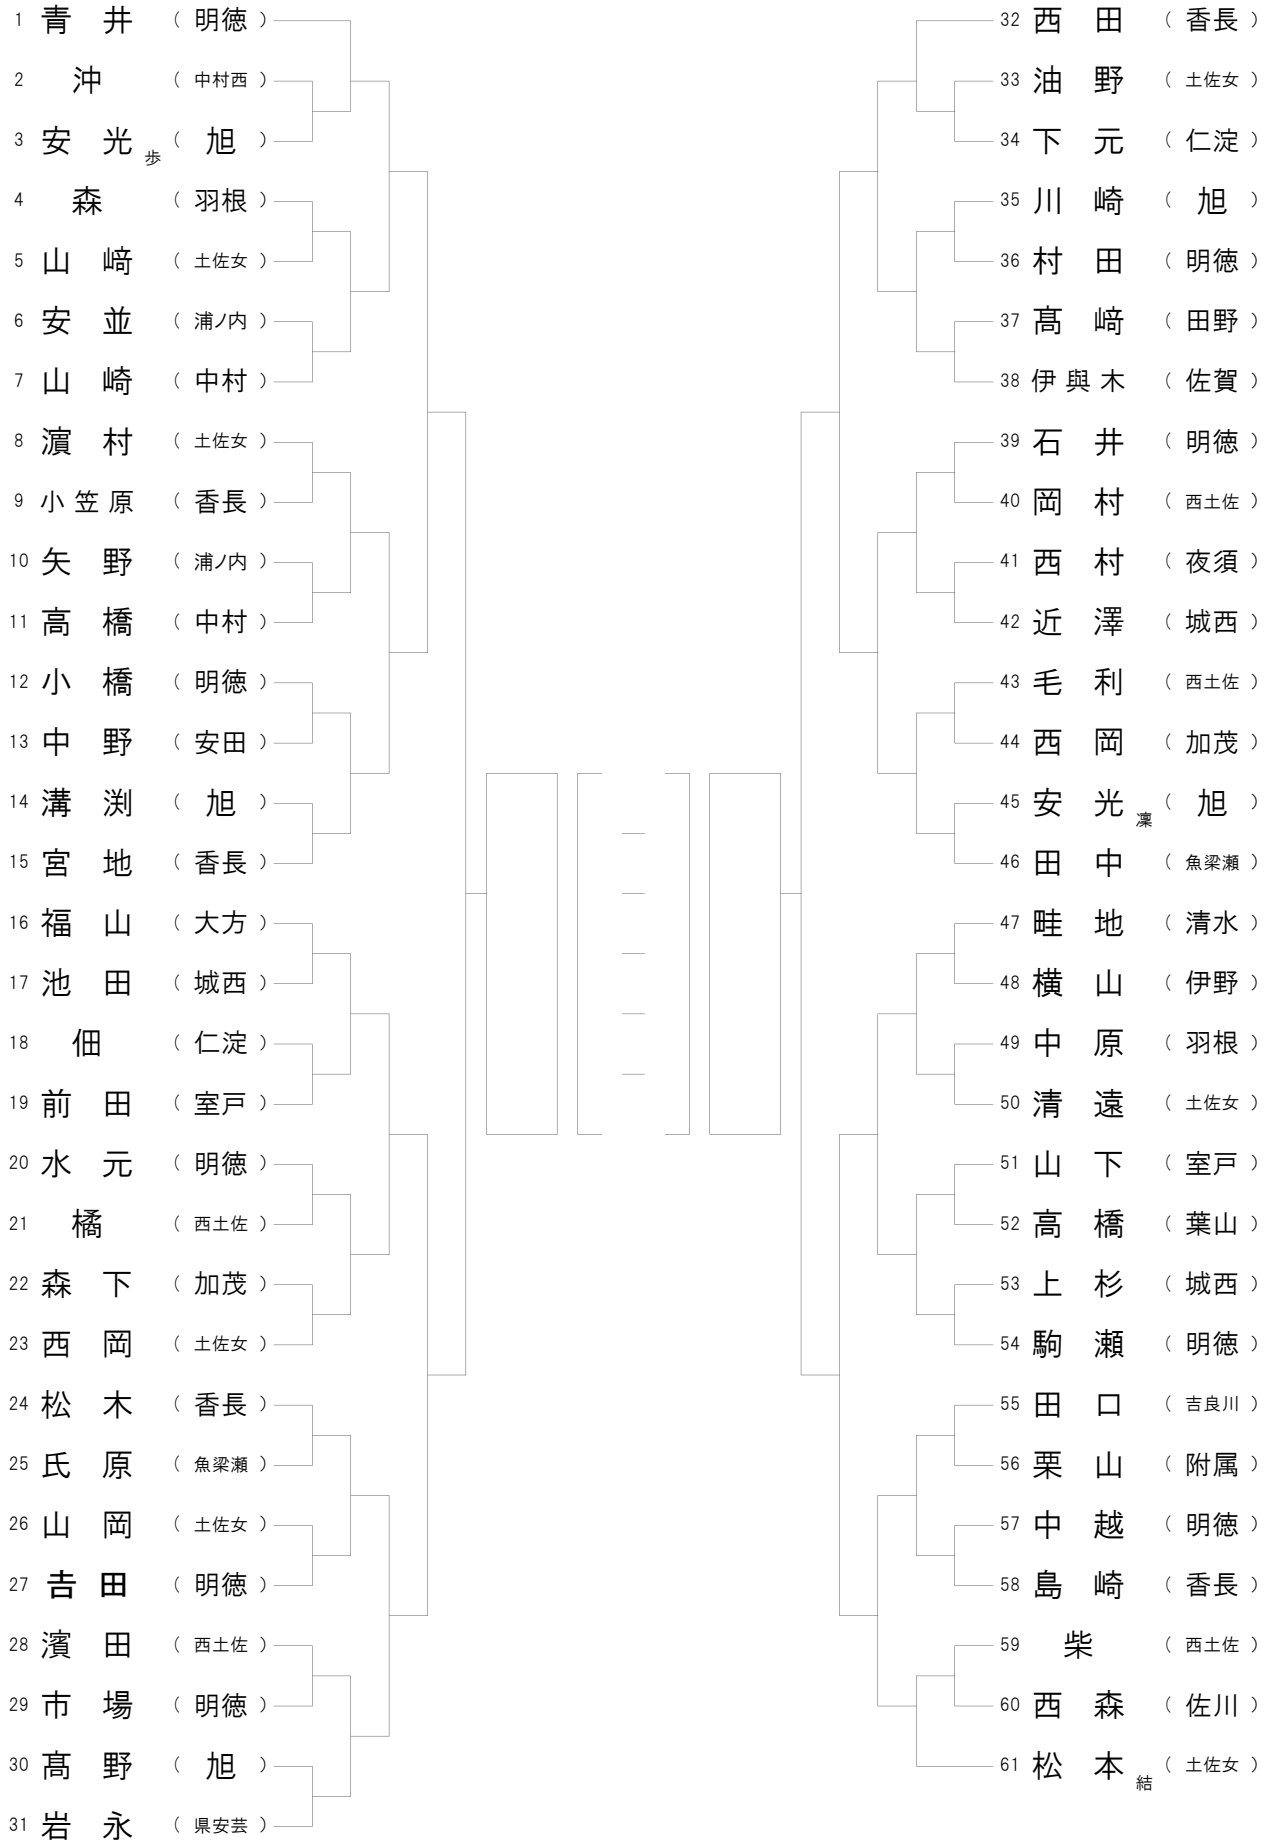 1 青井 （ 明徳 ）
2 沖 （ 中村西 ）
3 安光歩 （ 旭 ）
4 森 （ 羽根 ）
5 山﨑 （ 土佐女 ）
6 安並 （ 浦ノ内 ）
7 山崎 （ 中村 ）
8 濵村 （ 土佐女 ）
9 小笠原 （ 香長 ）
10 矢野 （ 浦ノ内 ）
11 高橋 （ 中村 ）
12 小橋 （ 明徳 ）
13 中野 （ 安田 ）
14 溝渕 （ 旭 ）
15 宮地 （ 香長 ）
16 福山 （ 大方 ）
17 池田 （ 城西 ）
18 佃 （ 仁淀 ）
19 前田 （ 室戸 ）
20 水元 （ 明徳 ）
21 橘 （ 西土佐 ）
22 森下 （ 加茂 ）
23 西岡 （ 土佐女 ）
24 松木 （ 香長 ）
25 氏原 （ 魚梁瀬 ）
26 山岡 （ 土佐女 ）
27 𠮷田 （ 明徳 ）
28 濱田 （ 西土佐 ）
29 市場 （ 明徳 ）
30 髙野 （ 旭 ）
31 岩永 （ 県安芸 ）
32 西田 （ 香長 ）
33 油野 （ 土佐女 ）
34 下元 （ 仁淀 ）
35 川崎 （ 旭 ）
36 村田 （ 明徳 ）
37 髙﨑 （ 田野 ）
38 伊與木 （ 佐賀 ）
39 石井 （ 明徳 ）
40 岡村 （ 西土佐 ）
41 西村 （ 夜須 ）
42 近澤 （ 城西 ）
43 毛利 （ 西土佐 ）
44 西岡 （ 加茂 ）
45 安光凜 （ 旭 ）
46 田中 （ 魚梁瀬 ）
47 畦地 （ 清水 ）
48 横山 （ 伊野 ）
49 中原 （ 羽根 ）
50 清遠 （ 土佐女 ）
51 山下 （ 室戸 ）
52 高橋 （ 葉山 ）
53 上杉 （ 城西 ）
54 駒瀬 （ 明徳 ）
55 田口 （ 吉良川 ）
56 栗山 （ 附属 ）
57 中越 （ 明徳 ）
58 島崎 （ 香長 ）
59 柴 （ 西土佐 ）
60 西森 （ 佐川 ）
61 松本結 （ 土佐女 ）